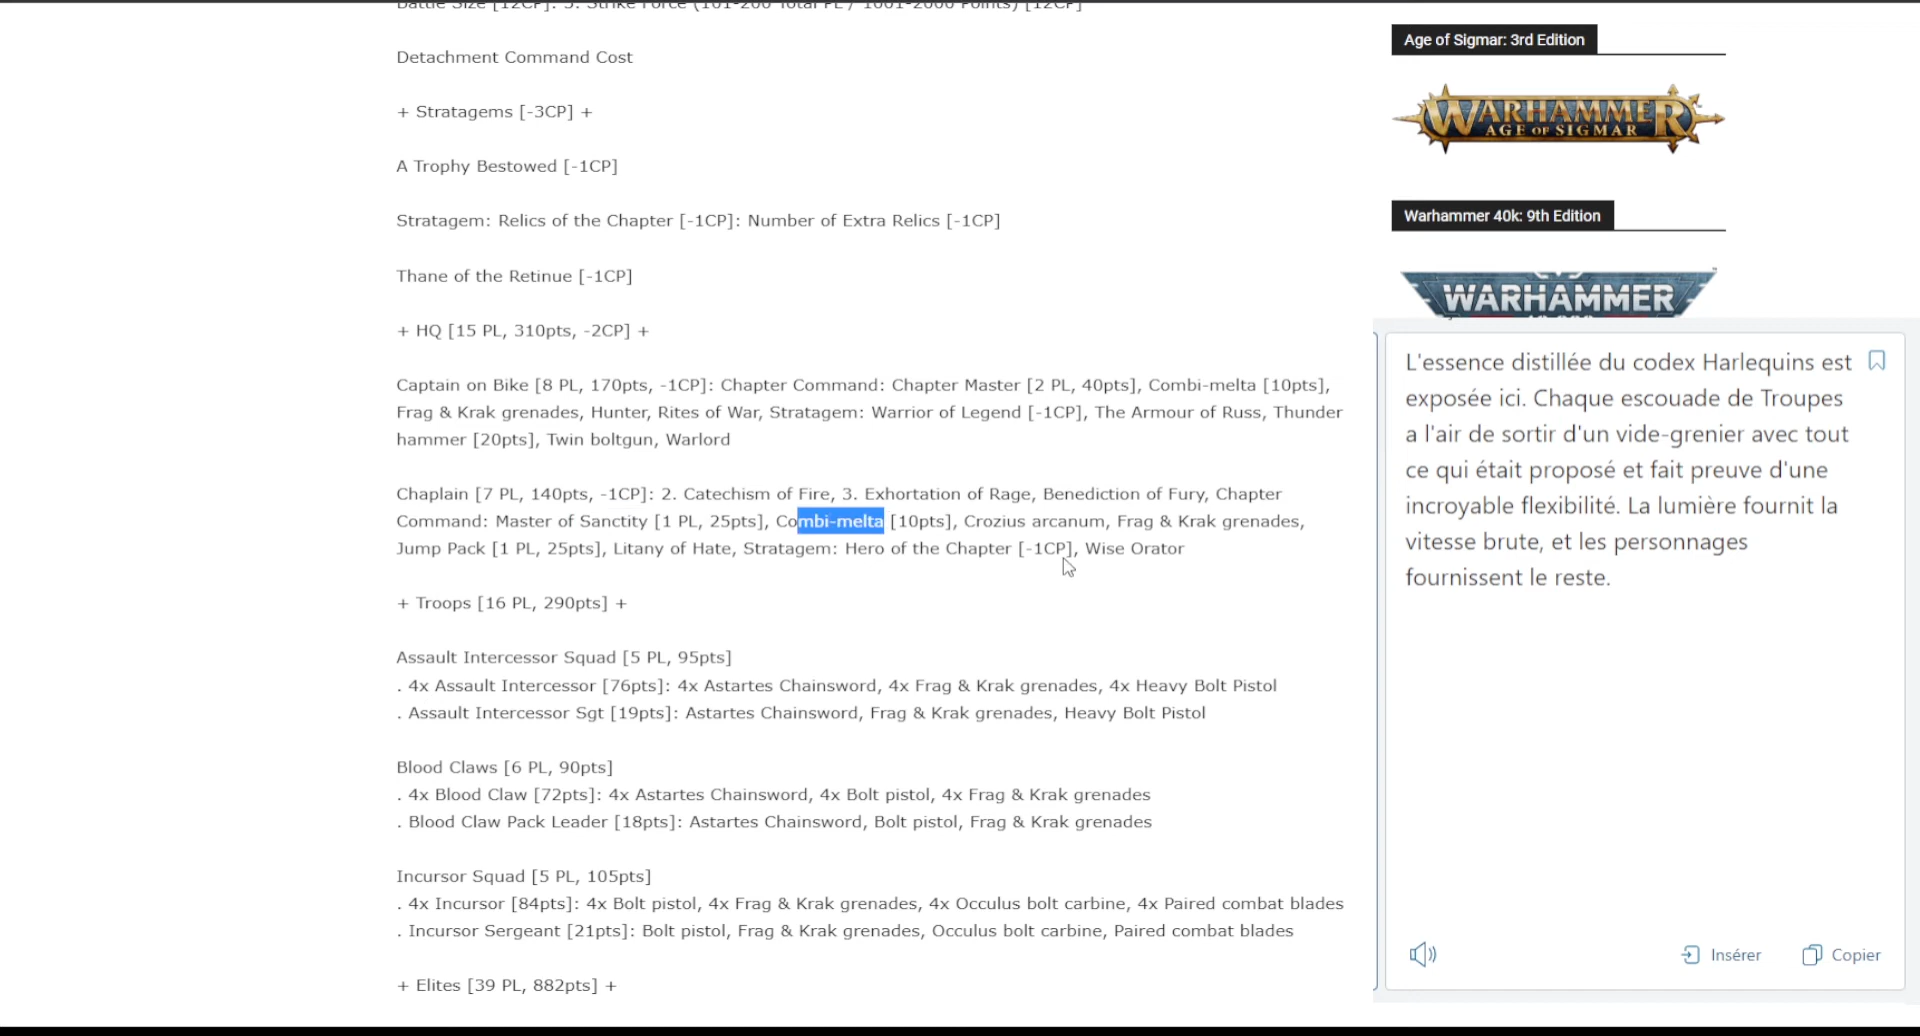 Battle Size [12CP]: 3. Strike Force (101-200 Total PL / 1001-2000 Points) [12CP]
Detachment Command Cost
+ Stratagems [-3CP] +
A Trophy Bestowed [-1CP]
Stratagem: Relics of the Chapter [-1CP]: Number of Extra Relics [-1CP]
Thane of the Retinue [-1CP]
+ HQ [15 PL, 310pts, -2CP] +
Captain on Bike [8 PL, 170pts, -1CP]: Chapter Command: Chapter Master [2 PL, 40pts], Combi-melta [10pts],
Frag & Krak grenades, Hunter, Rites of War, Stratagem: Warrior of Legend [-1CP], The Armour of Russ, Thunder
hammer [20pts], Twin boltgun, Warlord
Chaplain [7 PL, 140pts, -1CP]: 2. Catechism of Fire, 3. Exhortation of Rage, Benediction of Fury, Chapter
Command: Master of Sanctity [1 PL, 25pts], Combi-melta [10pts], Crozius arcanum, Frag & Krak grenades,
Jump Pack [1 PL, 25pts], Litany of Hate, Stratagem: Hero of the Chapter [-1CP], Wise Orator
+ Troops [16 PL, 290pts] +
Assault Intercessor Squad [5 PL, 95pts]
. 4x Assault Intercessor [76pts]: 4x Astartes Chainsword, 4x Frag & Krak grenades, 4x Heavy Bolt Pistol
. Assault Intercessor Sgt [19pts]: Astartes Chainsword, Frag & Krak grenades, Heavy Bolt Pistol
Blood Claws [6 PL, 90pts]
. 4x Blood Claw [72pts]: 4x Astartes Chainsword, 4x Bolt pistol, 4x Frag & Krak grenades
. Blood Claw Pack Leader [18pts]: Astartes Chainsword, Bolt pistol, Frag & Krak grenades
Incursor Squad [5 PL, 105pts]
. 4x Incursor [84pts]: 4x Bolt pistol, 4x Frag & Krak grenades, 4x Occulus bolt carbine, 4x Paired combat blades
. Incursor Sergeant [21pts]: Bolt pistol, Frag & Krak grenades, Occulus bolt carbine, Paired combat blades
+ Elites [39 PL, 882pts] +
Age of Sigmar: 3rd Edition
WARHAMMER
AGE OF SIGMAR
Warhammer 40k: 9th Edition
WARHAMMER
L'essence distillée du codex Harlequins est
exposée ici. Chaque escouade de Troupes
a l'air de sortir d'un vide-grenier avec tout
ce qui était proposé et fait preuve d'une
incroyable flexibilité. La lumière fournit la
vitesse brute, et les personnages
fournissent le reste.
Insérer
Copier